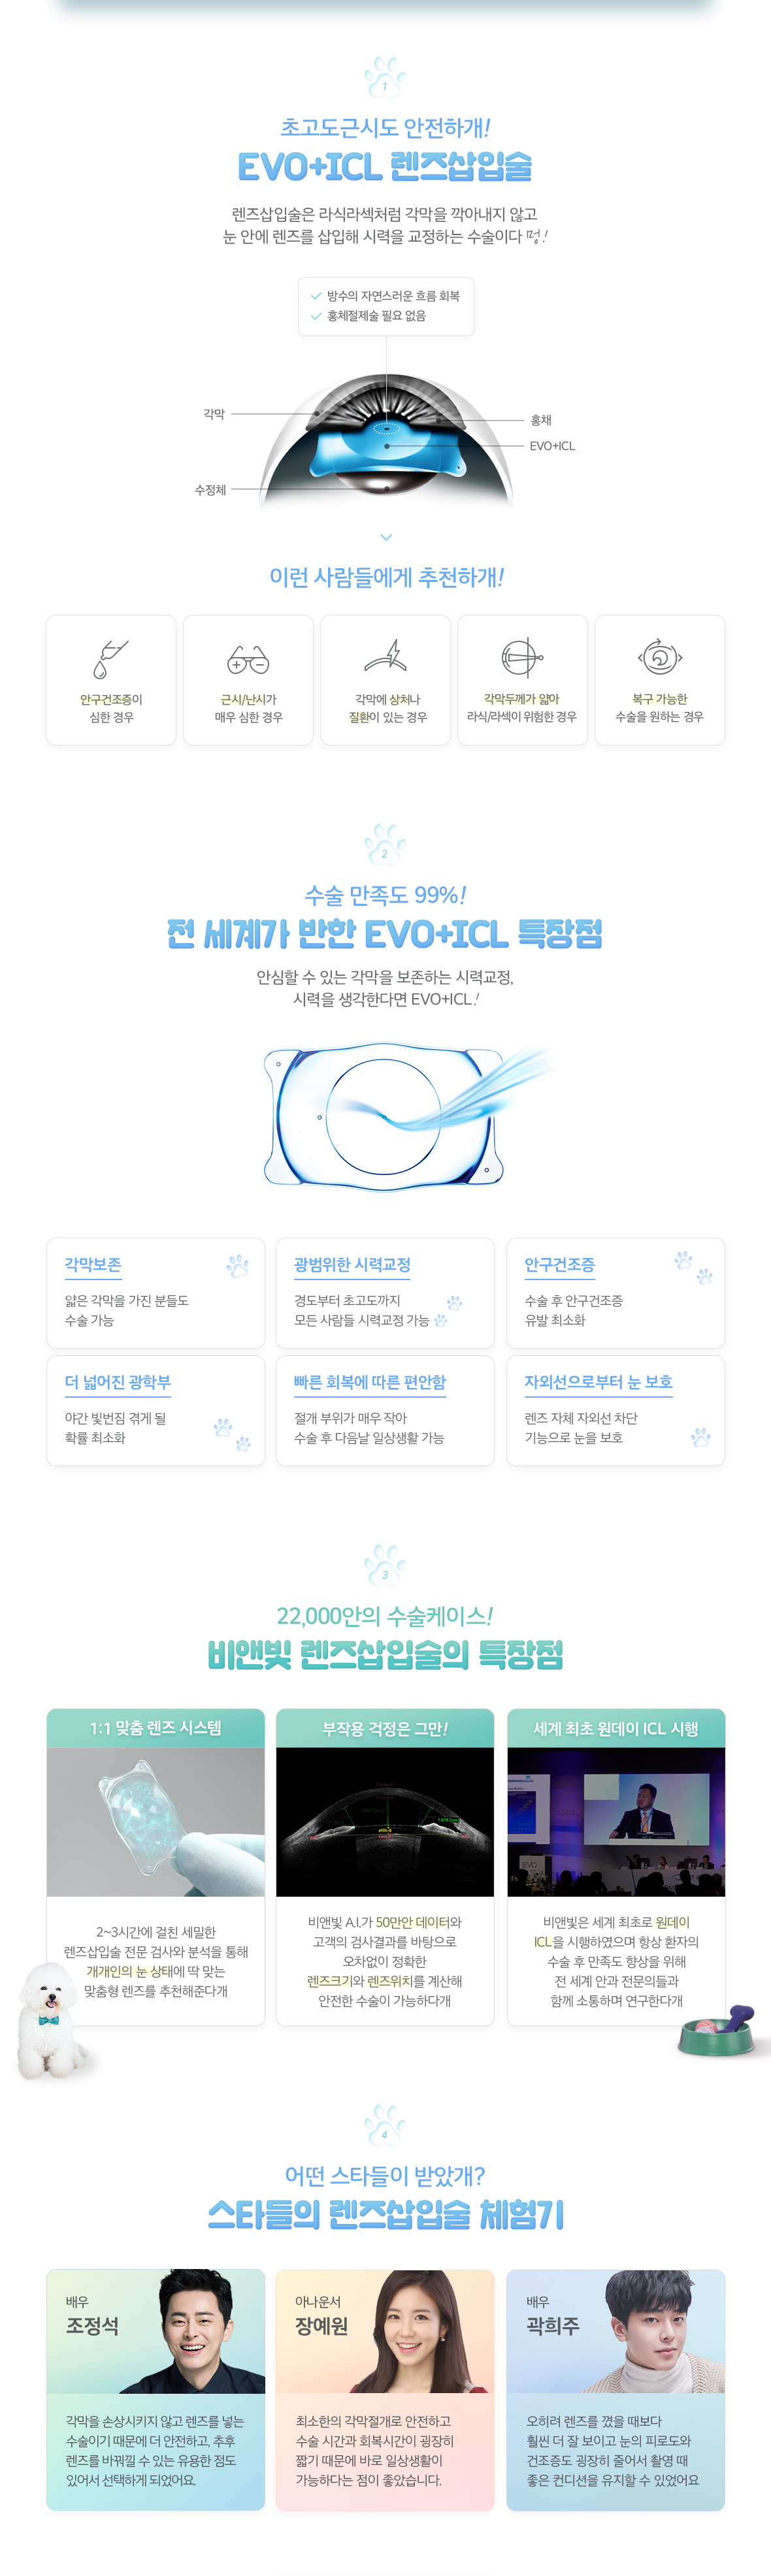 1
초고도근시도 안전하개!
EVO+ICL 렌즈삽입술
렌즈삽입술은 라식라섹처럼 각막을 깍아내지 않고
눈 안에 렌즈를 삽입해 시력을 교정하는 수술이다 멍!
방수의 자연스러운 흐름 회복
홍체절제술 필요 없음
각막
홍채
EVO+ICL
수정체
이런 사람들에게 추천하개!
안구건조증이
심한 경우
근시/난시가
매우 심한 경우
각막에 상처나
질환이 있는 경우
각막두께가 얇아
라식/라섹이 위험한 경우
복구 가능한
수술을 원하는 경우
2
수술 만족도 99%!
전 세계가 반한 EVO+ICL 특장점
안심할 수 있는 각막을 보존하는 시력교정,
시력을 생각한다면 EVO+ICL!
각막보존
얇은 각막을 가진 분들도
수술 가능
광범위한 시력교정
경도부터 초고도까지
모든 사람들 시력교정 가능
안구건조증
수술 후 안구건조증
유발 최소화
더 넓어진 광학부
야간 빛번짐 겪게 될
확률 최소화
빠른 회복에 따른 편안함
절개 부위가 매우 작아
수술 후 다음날 일상생활 가능
자외선으로부터 눈 보호
렌즈 자체 자외선 차단
기능으로 눈을 보호
3
22,000안의 수술케이스!
비앤빛 렌즈삽입술의 특장점
1:1 맞춤 렌즈 시스템
2~3시간에 걸친 세밀한
렌즈삽입술 전문 검사와 분석을 통해
개개인의 눈 상태에 딱 맞는
맞춤형 렌즈를 추천해준다개
부작용 걱정은 그만!
비앤빛 A.I.가 50만안 데이터와
고객의 검사결과를 바탕으로
오차없이 정확한
렌즈크기와 렌즈위치를 계산해
안전한 수술이 가능하다개
세계 최초 원데이 ICL 시행
EVO
비앤빛은 세계 최초로 원데이
ICL을 시행하였으며 항상 환자의
수술 후 만족도 향상을 위해
전 세계 안과 전문의들과
함께 소통하며 연구한다개
4
어떤 스타들이 받았개?
스타들의 렌즈삽입술 체험기
배우
조정석
각막을 손상시키지 않고 렌즈를 넣는
수술이기 때문에 더 안전하고, 추후
렌즈를 바꿔낄 수 있는 유용한 점도
있어서 선택하게 되었어요.
아나운서
장예원
최소한의 각막절개로 안전하고
수술 시간과 회복시간이 굉장히
짧기 때문에 바로 일상생활이
가능하다는 점이 좋았습니다.
배우
곽희주
오히려 렌즈를 꼈을 때보다
훨씬 더 잘 보이고 눈의 피로도와
건조증도 굉장히 줄어서 촬영 때
좋은 컨디션을 유지할 수 있었어요